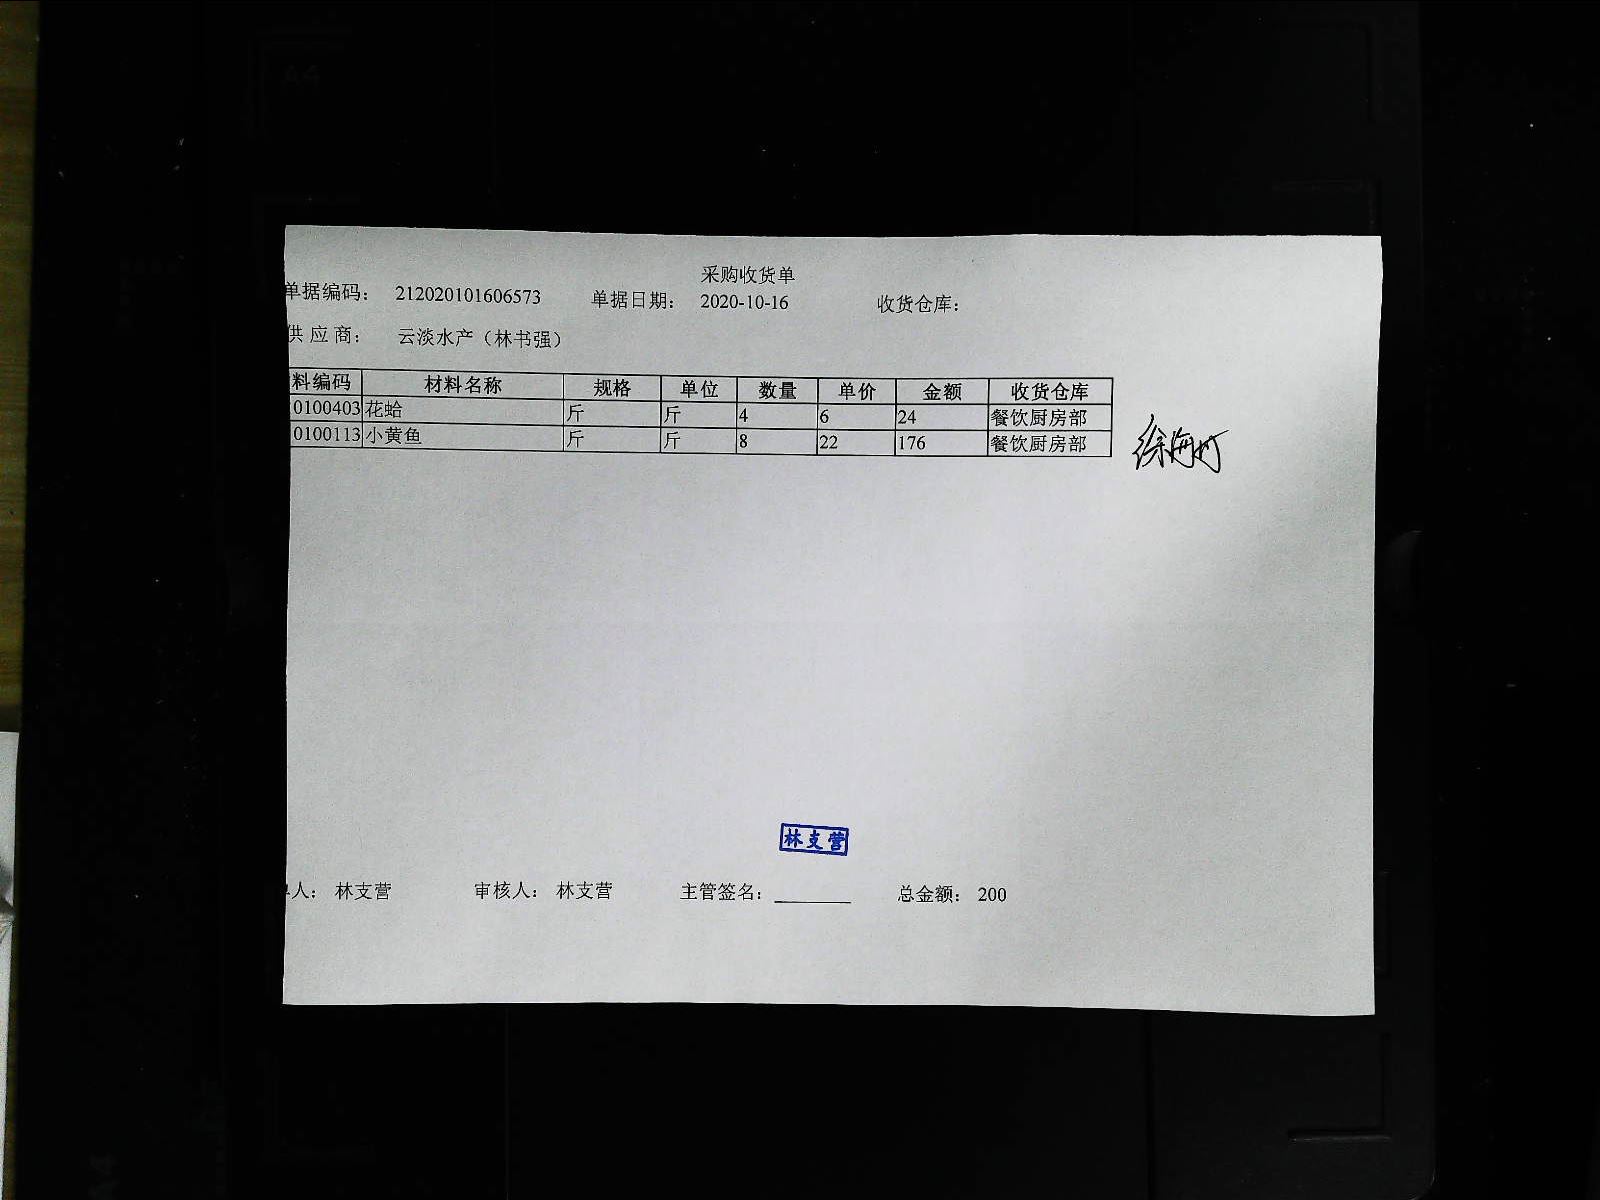 采购收货单
单据编码: 212020101606573 单据日期: 2020-10-16 收货仓库:
供应商: 云淡水产（林书强）
料编码 材料名称 规格 单位 数量 单价 金额 收货仓库
0100403 花蛤 斤 斤 4 6 24 餐饮厨房部
0100113 小黄鱼 斤 斤 8 22 176 餐饮厨房部
林支营
人: 林支营 审核人: 林支营 主管签名: 总金额: 200
A4